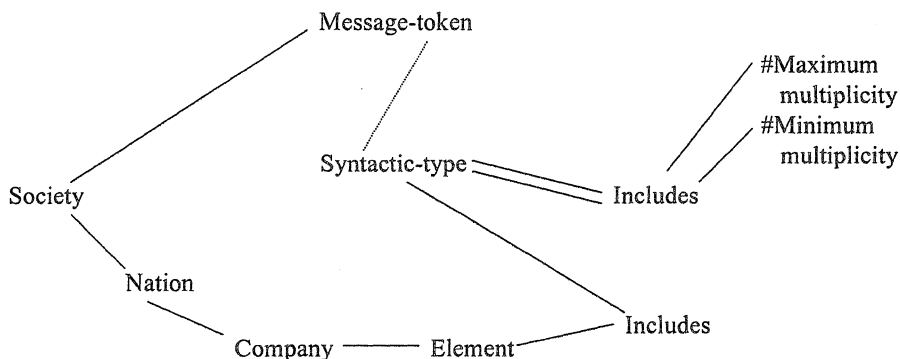 Message-token
#Maximum
multiplicity
#Minimum
multiplicity
Syntactic-type
Society
Includes
Nation
Includes
Company
Element